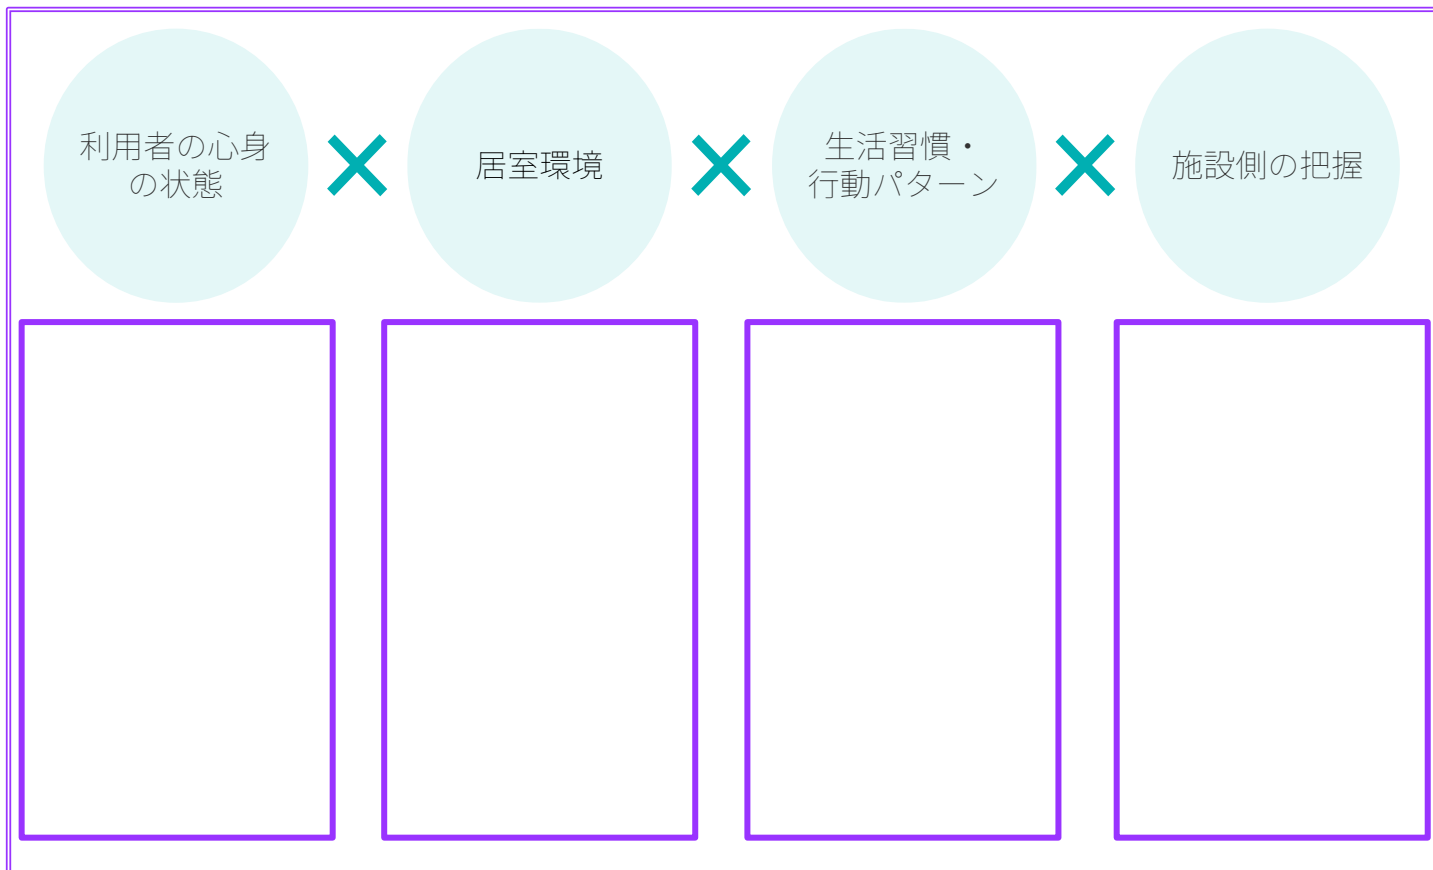 利用者の心身
の状態
居室環境
生活習慣・
行動パターン
施設側の把握